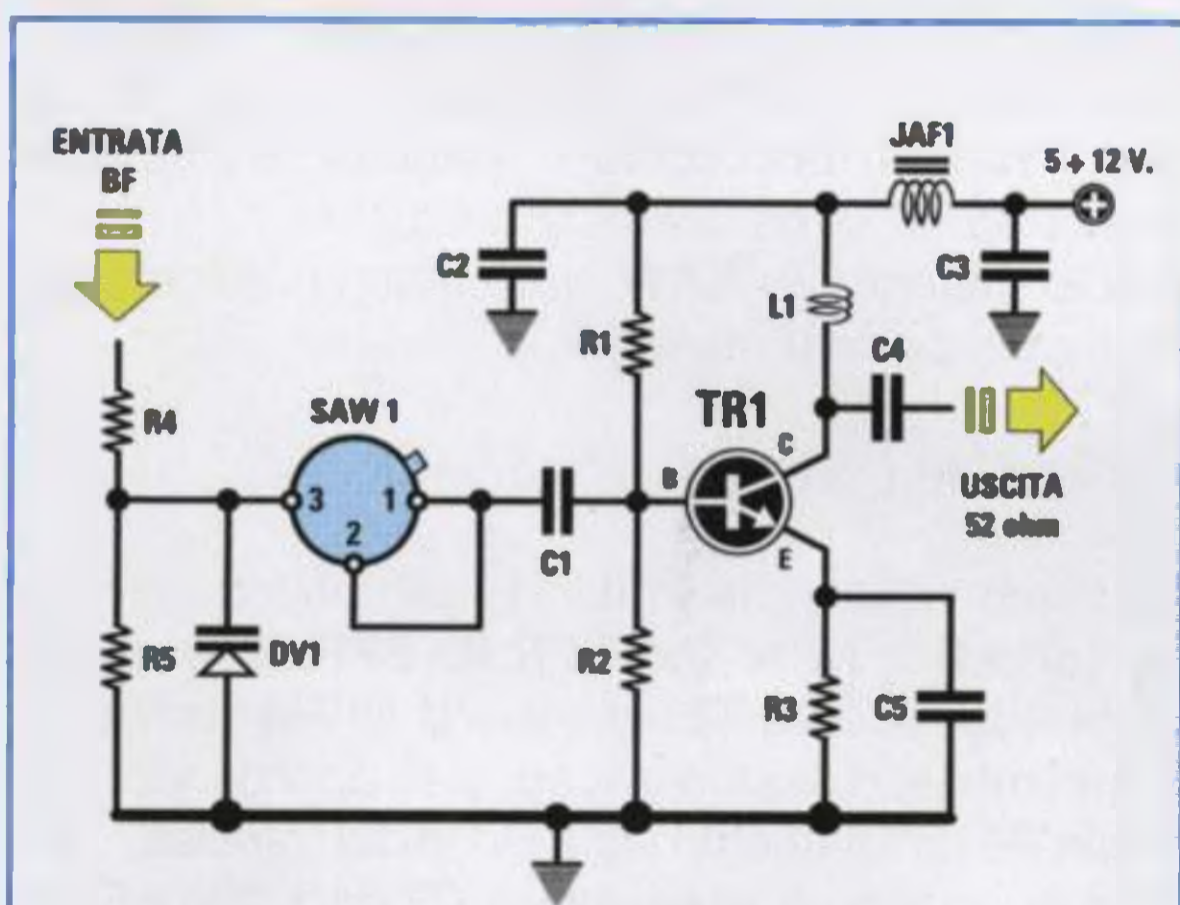 ENTRATA
BF
JAF1
5 ÷ 12 V.
C2
C3
L1
R1
C4
R4
SAW 1
TR1
C
3
1
B
2
USCITA
52 ohm
C1
E
R5
DV1
R2
R3
C5